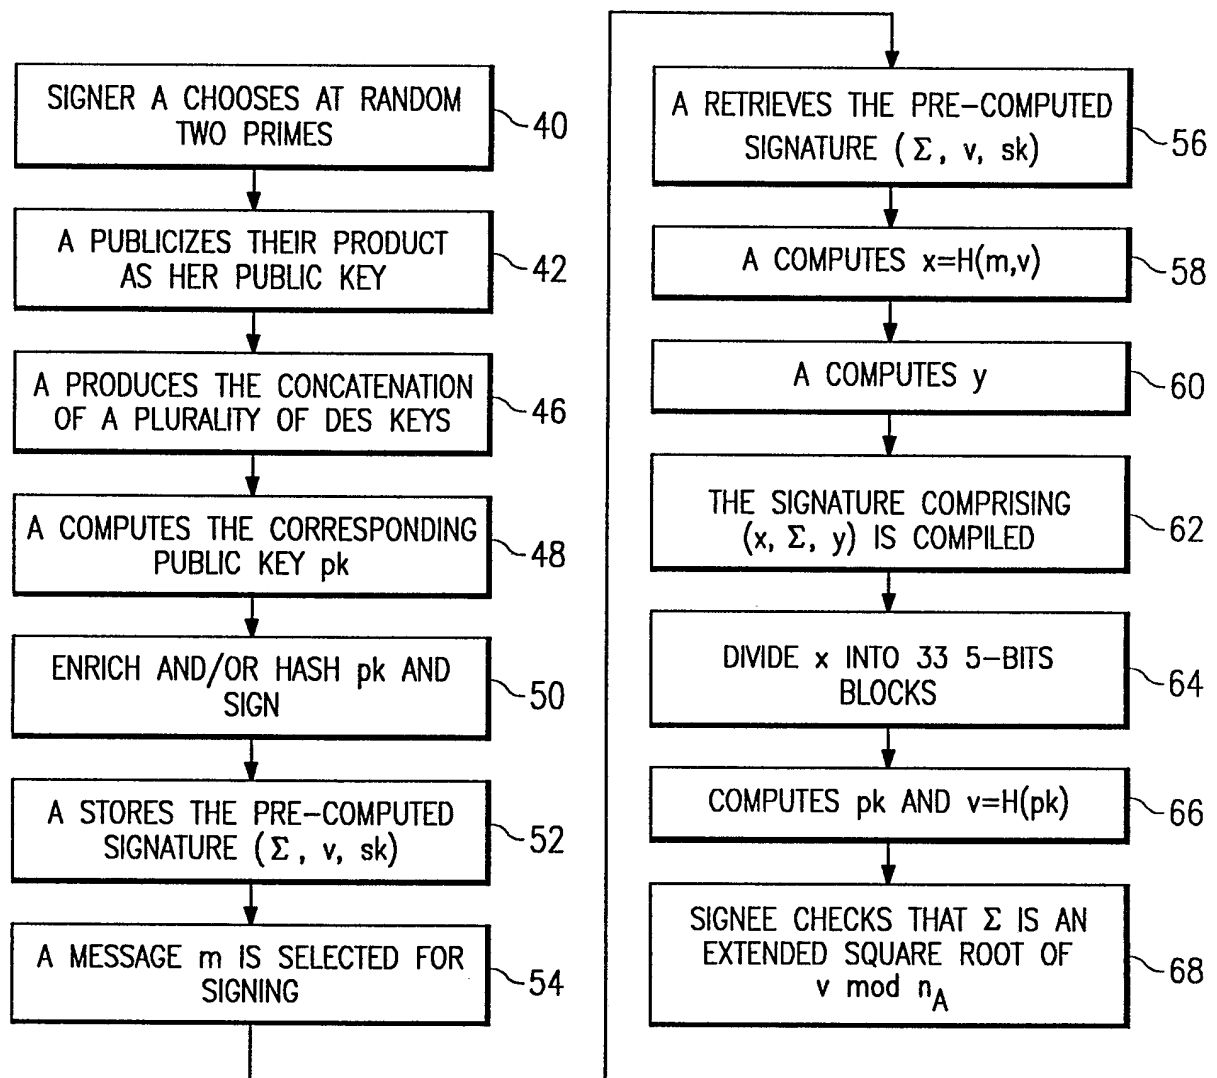 SIGNER A CHOOSES AT RANDOM
TWO PRIMES
40
A PUBLICIZES THEIR PRODUCT
AS HER PUBLIC KEY
42
A PRODUCES THE CONCATENATION
OF A PLURALITY OF DES KEYS
46
A COMPUTES THE CORRESPONDING
PUBLIC KEY pk
48
ENRICH AND/OR HASH pk AND
SIGN
50
A STORES THE PRE-COMPUTED
SIGNATURE (Σ, v, sk)
52
A MESSAGE m IS SELECTED FOR
SIGNING
54
A RETRIEVES THE PRE-COMPUTED
SIGNATURE (Σ, v, sk)
56
A COMPUTES x=H(m,v)
58
A COMPUTES y
60
THE SIGNATURE COMPRISING
(x, Σ, y) IS COMPILED
62
DIVIDE x INTO 33 5-BITS
BLOCKS
64
COMPUTES pk AND v=H(pk)
66
SIGNEE CHECKS THAT Σ IS AN
EXTENDED SQUARE ROOT OF
v mod n_A
68